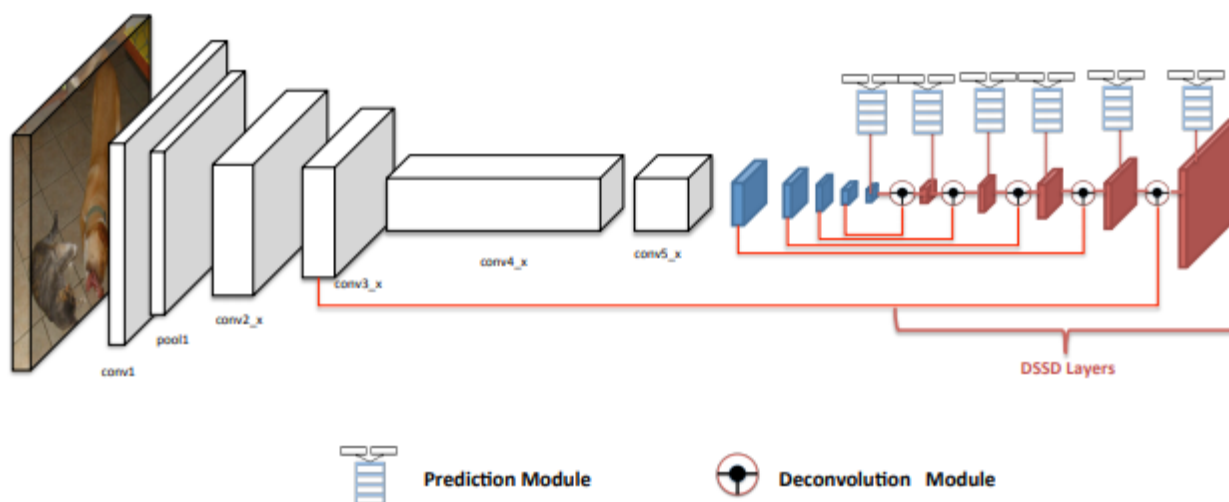 conv1
pool1
conv2_x
conv3_x
conv4_x
conv5_x
DSSD Layers
Prediction Module
Deconvolution Module